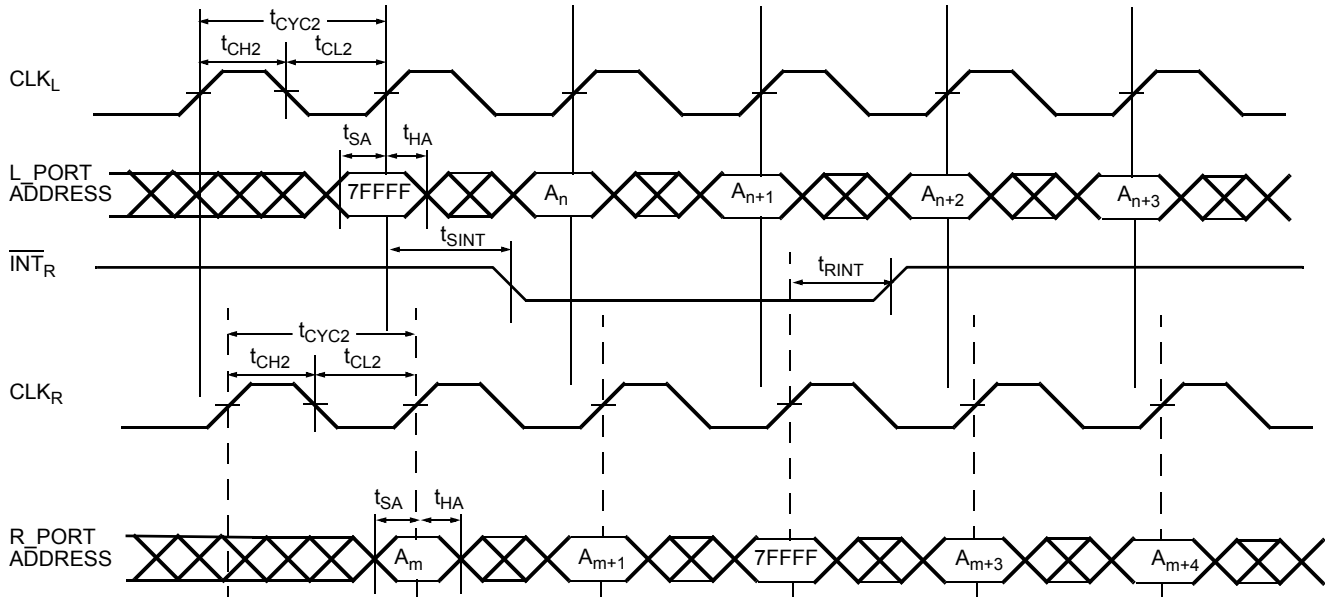 tCYC2
tCH2 tCL2
CLKL
tSA tHA
L_PORT
ADDRESS
7FFFF An An+1 An+2 An+3
tSINT
INTR
tRINT
tCYC2
tCH2 tCL2
CLKR
tSA tHA
R_PORT
ADDRESS
Am Am+1 7FFFF Am+3 Am+4